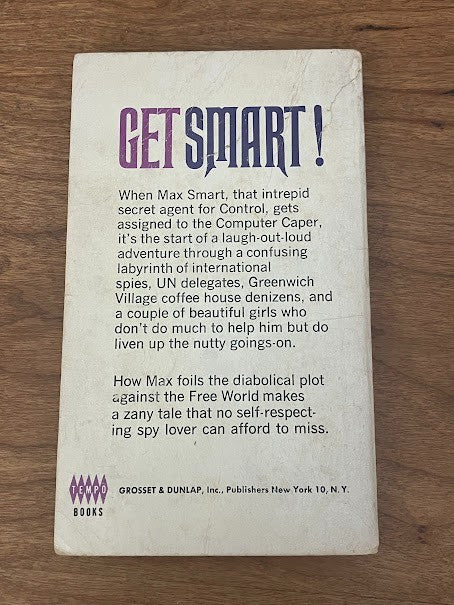 GET SMART!
When Max Smart, that intrepid
secret agent for Control, gets
assigned to the Computer Caper,
it's the start of a laugh-out-loud
adventure through a confusing
labyrinth of international
spies, UN delegates, Greenwich
Village coffee house denizens, and
a couple of beautiful girls who
don't do much to help him but do
liven up the nutty goings-on.
How Max foils the diabolical plot
against the Free World makes
a zany tale that no self-respect-
ing spy lover can afford to miss.
TEMPO
BOOKS
GROSSET & DUNLAP, Inc., Publishers New York 10, N. Y.